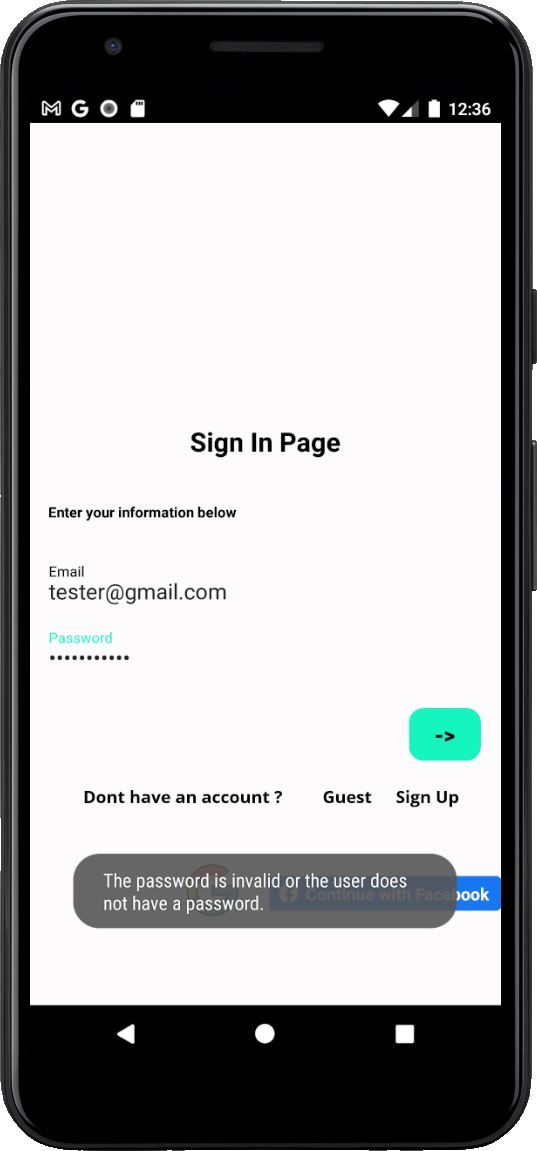 12:36
Sign In Page
Enter your information below
Email
tester@gmail.com
Password
•••••••••••
->
Dont have an account ? Guest Sign Up
The password is invalid or the user does
not have a password.
Continue with Facebook